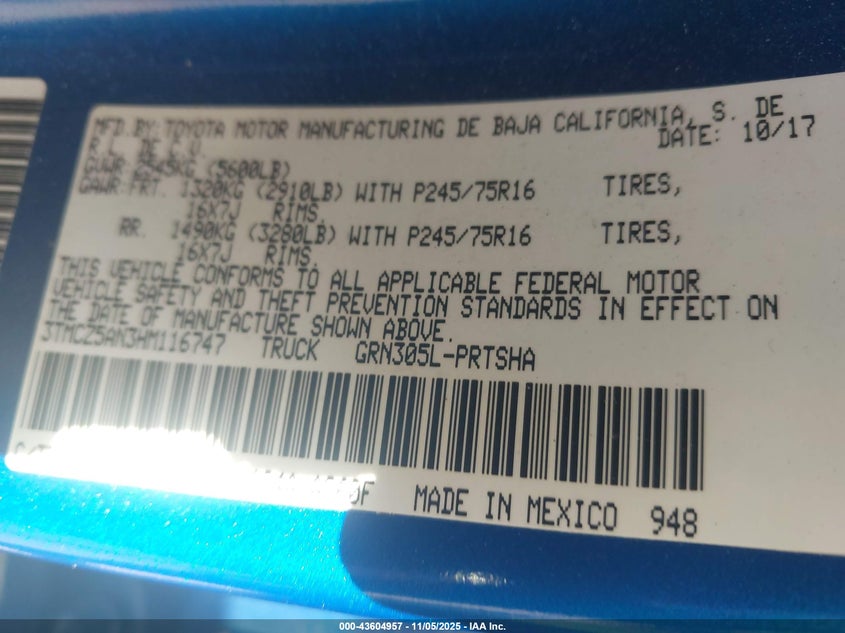 MFD.BY:TOYOTA MOTOR MANUFACTURING DE BAJA CALIFORNIA, S. DE
R.L. DE C.V. DATE: 10/17
GVWR 2545KG (5600LB)
GAWR:FRT. 1320KG (2910LB) WITH P245/75R16 TIRES,
16X7J RIMS,
RR. 1490KG (3280LB) WITH P245/75R16 TIRES,
16X7J RIMS,
THIS VEHICLE CONFORMS TO ALL APPLICABLE FEDERAL MOTOR
VEHICLE SAFETY AND THEFT PREVENTION STANDARDS IN EFFECT ON
THE DATE OF MANUFACTURE SHOWN ABOVE.
3TMCZ5AN3HM116747 TRUCK GRN305L-PRTSHA
MADE IN MEXICO 948
000-43604957 - 11/05/2025 - IAA Inc.